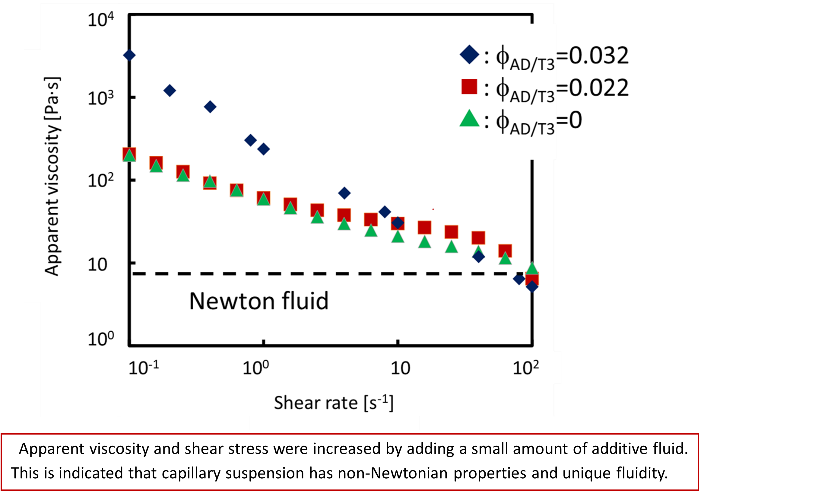 10⁴
10³
10²
10
10⁰
Apparent viscosity [Pa·s]
: ϕAD/T3=0.032
: ϕAD/T3=0.022
: ϕAD/T3=0
Newton fluid
10⁻¹ 10⁰ 10 10²
Shear rate [s⁻¹]
Apparent viscosity and shear stress were increased by adding a small amount of additive fluid.
This is indicated that capillary suspension has non-Newtonian properties and unique fluidity.